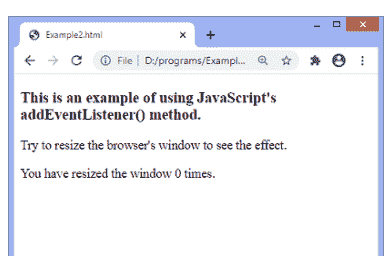 Example2.html
File | D:/programs/Exampl...
This is an example of using JavaScript's
addEventListener() method.
Try to resize the browser's window to see the effect.
You have resized the window 0 times.